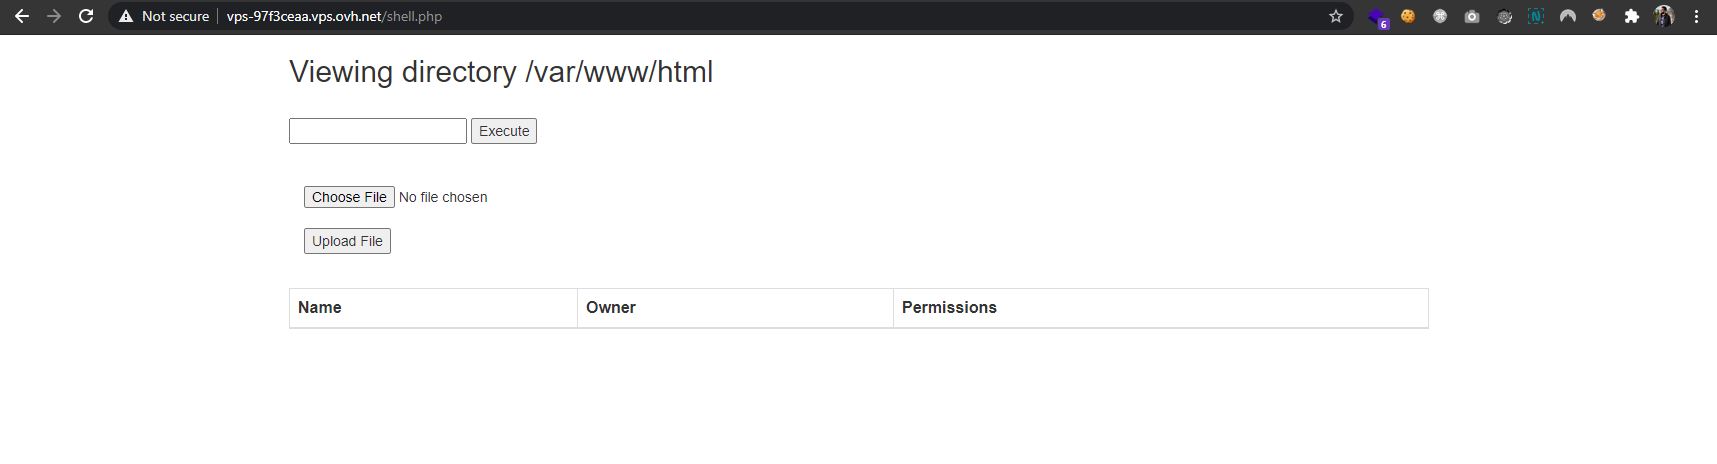 Not secure vps-97f3ceaa.vps.ovh.net/shell.php
6
Viewing directory /var/www/html
Execute
Choose File No file chosen
Upload File
Name Owner Permissions